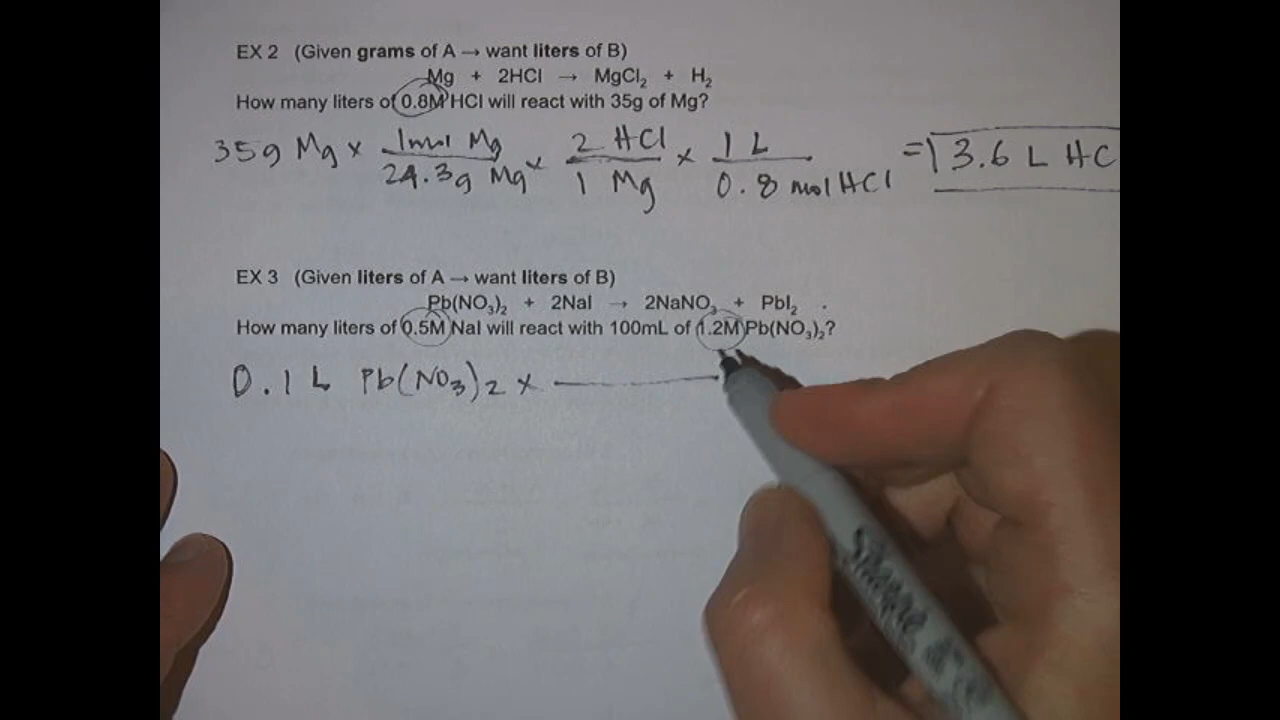 EX 2 (Given grams of A → want liters of B)
Mg + 2HCl → MgCl₂ + H₂
How many liters of 0.8M HCl will react with 35g of Mg?
35g Mg × 1mol Mg / 24.3g Mg × 2 HCl / 1 Mg × 1 L / 0.8 mol HCl = 3.6 L HC
EX 3 (Given liters of A → want liters of B)
Pb(NO₃)₂ + 2NaI → 2NaNO₃ + PbI₂
How many liters of 0.5M NaI will react with 100mL of 1.2M Pb(NO₃)₂?
0.1 L Pb(NO₃)₂ ×
Sharpie